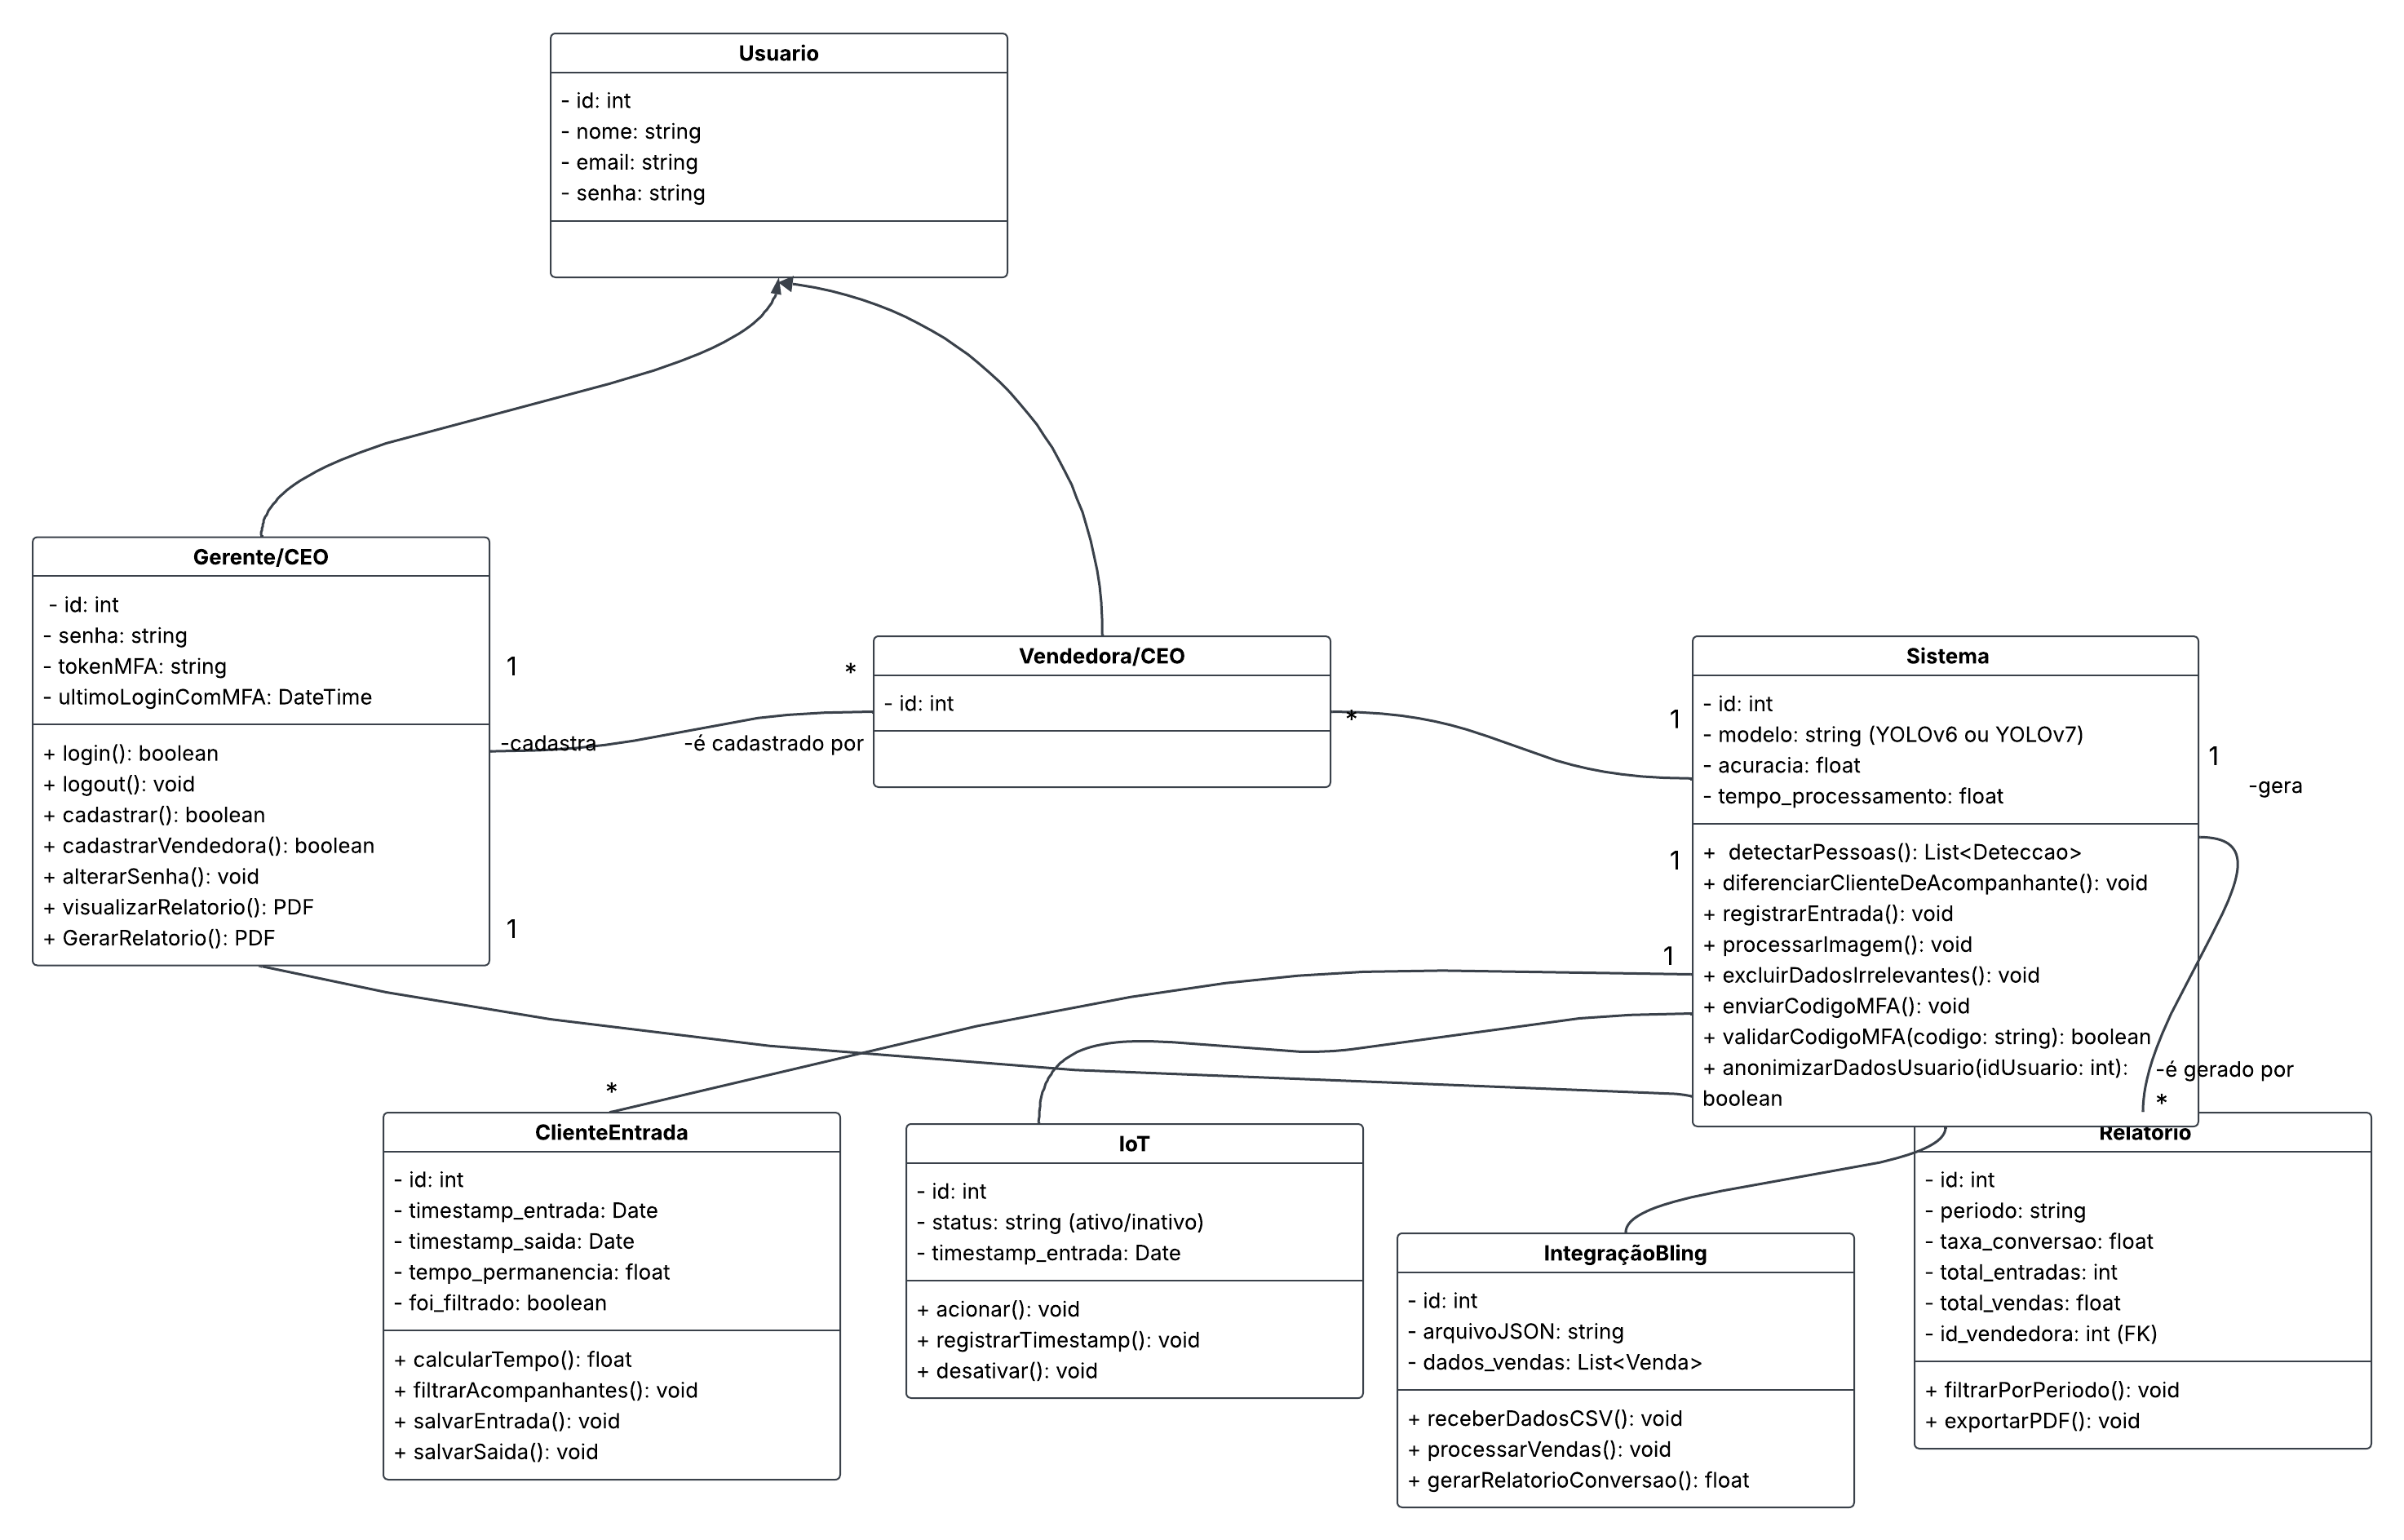 Usuario
- id: int
- nome: string
- email: string
- senha: string
Gerente/CEO
- id: int
- senha: string
- tokenMFA: string
- ultimoLoginComMFA: DateTime
+ login(): boolean
+ logout(): void
+ cadastrar(): boolean
+ cadastrarVendedora(): boolean
+ alterarSenha(): void
+ visualizarRelatorio(): PDF
+ GerarRelatorio(): PDF
1
-cadastra
1
*
-é cadastrado por
Vendedora/CEO
- id: int
*
1
1
1
Sistema
- id: int
- modelo: string (YOLOv6 ou YOLOv7)
- acuracia: float
- tempo_processamento: float
+ detectarPessoas(): List<Deteccao>
+ diferenciarClienteDeAcompanhante(): void
+ registrarEntrada(): void
+ processarImagem(): void
+ excluirDadosIrrelevantes(): void
+ enviarCodigoMFA(): void
+ validarCodigoMFA(codigo: string): boolean
+ anonimizarDadosUsuario(idUsuario: int):
boolean
1
-gera
-é gerado por
*
*
ClienteEntrada
- id: int
- timestamp_entrada: Date
- timestamp_saida: Date
- tempo_permanencia: float
- foi_filtrado: boolean
+ calcularTempo(): float
+ filtrarAcompanhantes(): void
+ salvarEntrada(): void
+ salvarSaida(): void
IoT
- id: int
- status: string (ativo/inativo)
- timestamp_entrada: Date
+ acionar(): void
+ registrarTimestamp(): void
+ desativar(): void
IntegraçãoBling
- id: int
- arquivoJSON: string
- dados_vendas: List<Venda>
+ receberDadosCSV(): void
+ processarVendas(): void
+ gerarRelatorioConversao(): float
Relatorio
- id: int
- periodo: string
- taxa_conversao: float
- total_entradas: int
- total_vendas: float
- id_vendedora: int (FK)
+ filtrarPorPeriodo(): void
+ exportarPDF(): void